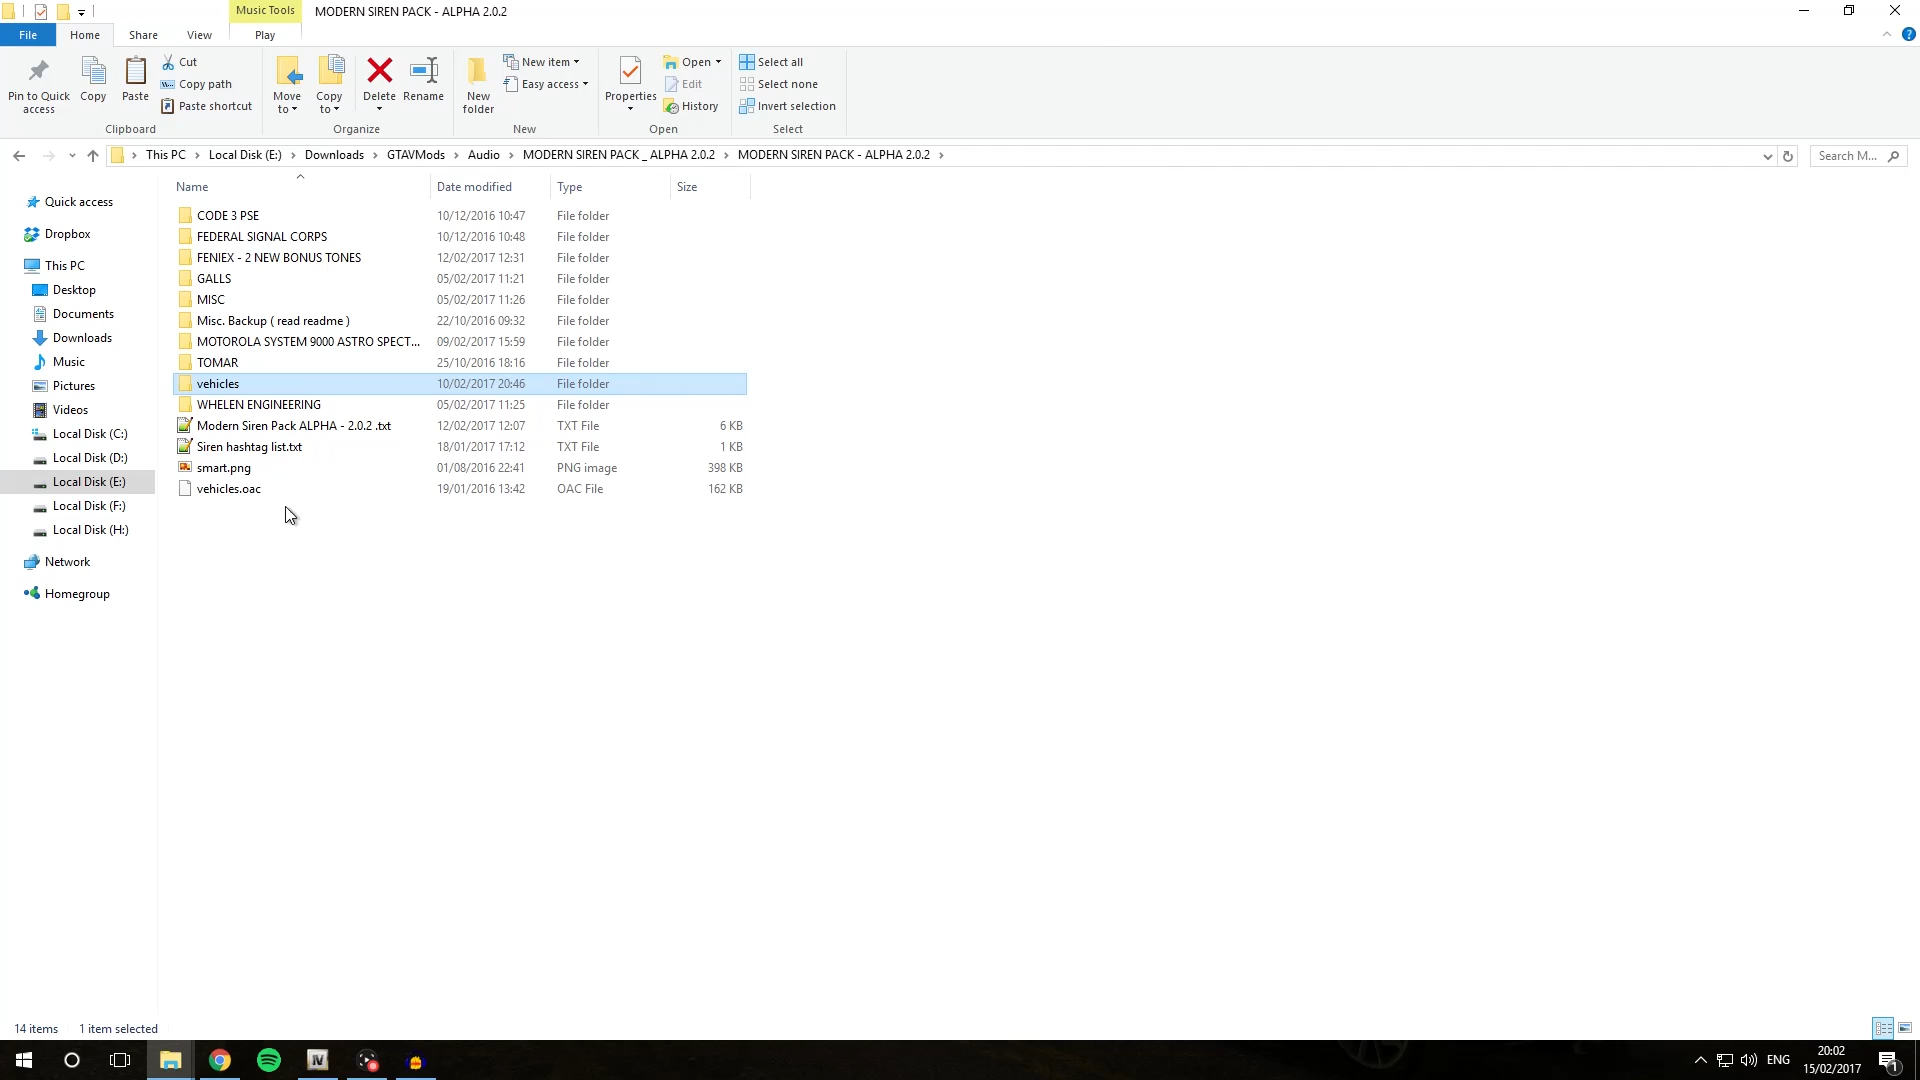 Music Tools
MODERN SIREN PACK - ALPHA 2.0.2
File
Home
Share
View
Play
Pin to Quick access
Copy
Paste
Cut
Copy path
Paste shortcut
Clipboard
Move to
Copy to
Delete
Rename
Organize
New folder
New item
Easy access
New
Properties
Open
Edit
History
Open
Select all
Select none
Invert selection
Select
This PC > Local Disk (E:) > Downloads > GTAVMods > Audio > MODERN SIREN PACK _ ALPHA 2.0.2 > MODERN SIREN PACK - ALPHA 2.0.2 >
Search M...
Quick access
Dropbox
This PC
Desktop
Documents
Downloads
Music
Pictures
Videos
Local Disk (C:)
Local Disk (D:)
Local Disk (E:)
Local Disk (F:)
Local Disk (H:)
Network
Homegroup
Name Date modified Type Size
CODE 3 PSE 10/12/2016 10:47 File folder
FEDERAL SIGNAL CORPS 10/12/2016 10:48 File folder
FENIEX - 2 NEW BONUS TONES 12/02/2017 12:31 File folder
GALLS 05/02/2017 11:21 File folder
MISC 05/02/2017 11:26 File folder
Misc. Backup ( read readme ) 22/10/2016 09:32 File folder
MOTOROLA SYSTEM 9000 ASTRO SPECT... 09/02/2017 15:59 File folder
TOMAR 25/10/2016 18:16 File folder
vehicles 10/02/2017 20:46 File folder
WHELEN ENGINEERING 05/02/2017 11:25 File folder
Modern Siren Pack ALPHA - 2.0.2 .txt 12/02/2017 12:07 TXT File 6 KB
Siren hashtag list.txt 18/01/2017 17:12 TXT File 1 KB
smart.png 01/08/2016 22:41 PNG image 398 KB
vehicles.oac 19/01/2016 13:42 OAC File 162 KB
14 items 1 item selected
IV
ENG
20:02
15/02/2017
1